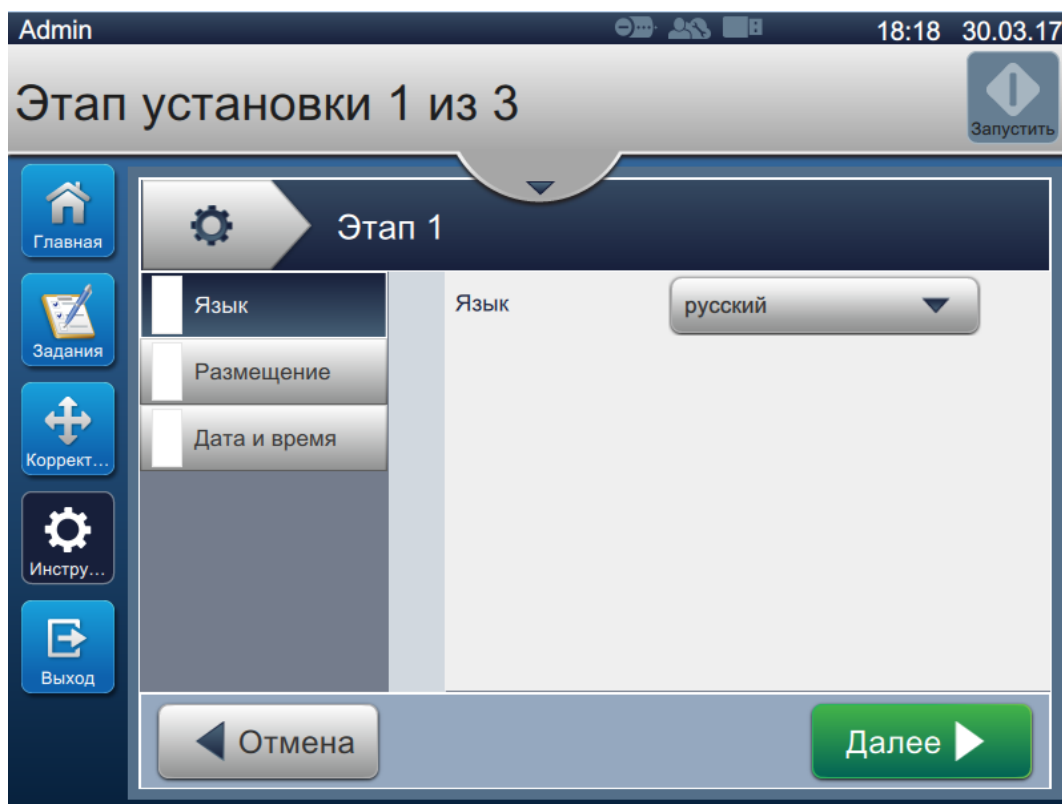 Admin 18:18 30.03.17
Этап установки 1 из 3
Запустить
Главная
Задания
Коррект...
Инстру...
Выход
Этап 1
Язык
Размещение
Дата и время
Язык русский
Отмена Далее